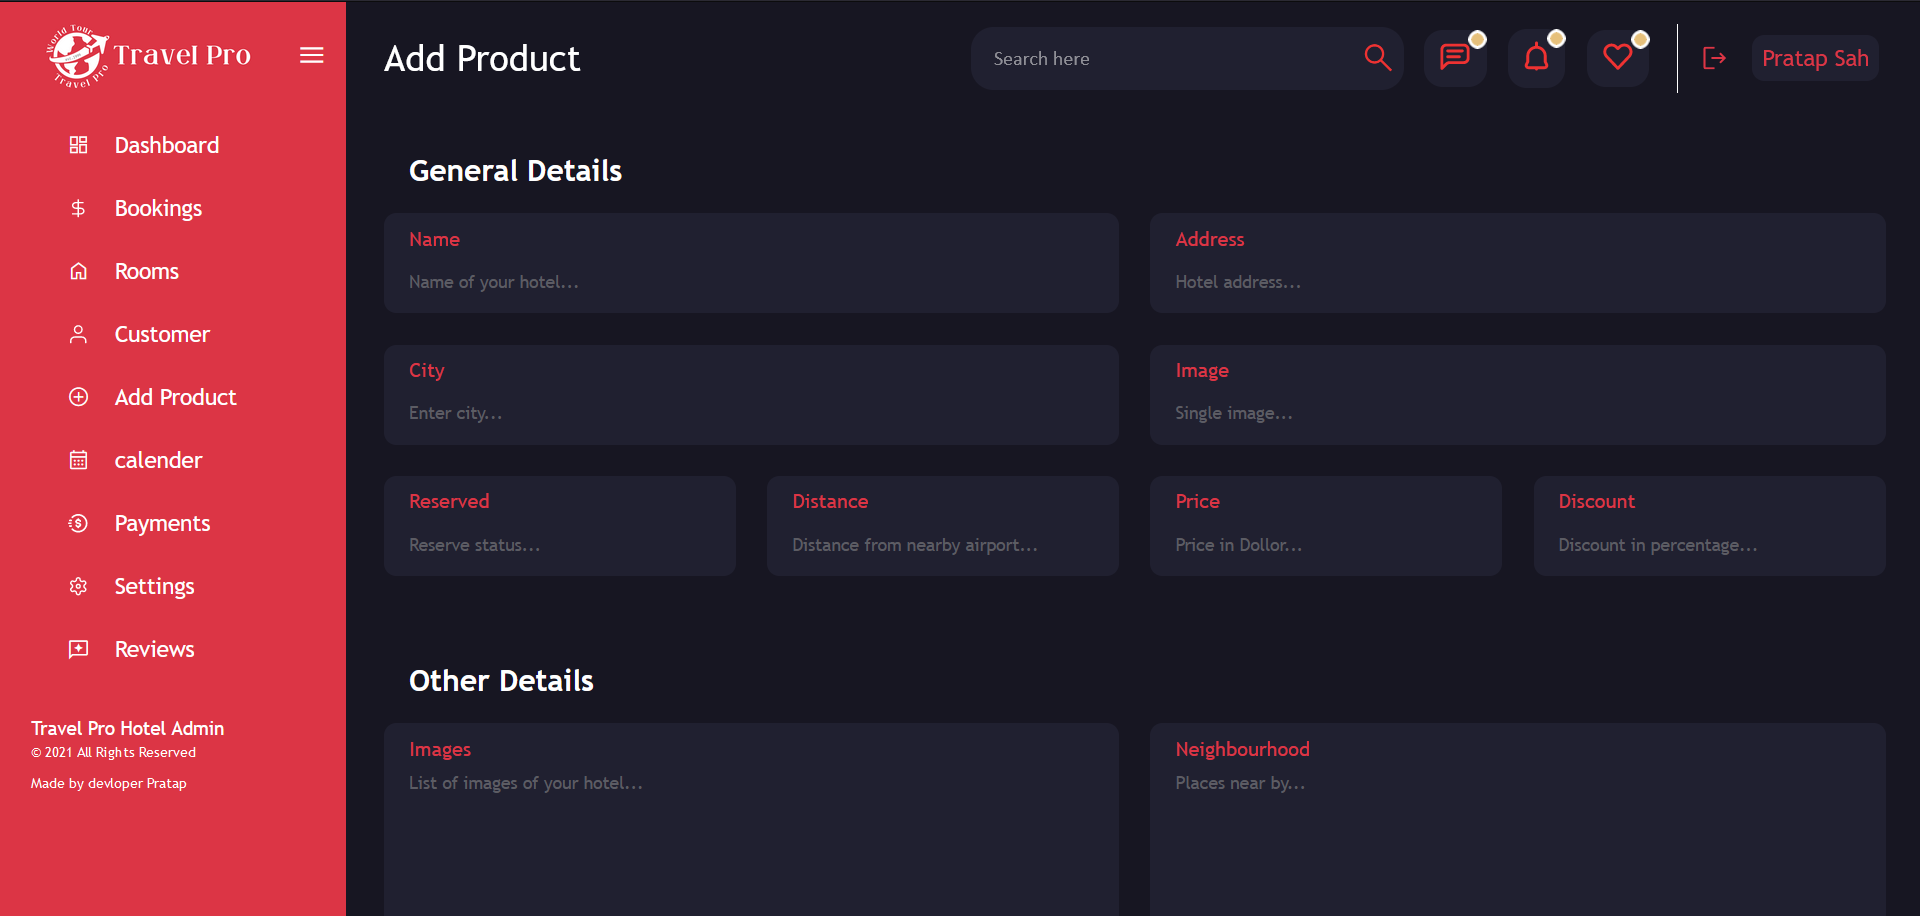 World Tour
Travel Pro
Travel Pro
Dashboard
Bookings
Rooms
Customer
Add Product
calender
Payments
Settings
Reviews
Travel Pro Hotel Admin
© 2021 All Rights Reserved
Made by devloper Pratap
Add Product
Search here
Pratap Sah
General Details
Name
Name of your hotel...
Address
Hotel address...
City
Enter city...
Image
Single image...
Reserved
Reserve status...
Distance
Distance from nearby airport...
Price
Price in Dollor...
Discount
Discount in percentage...
Other Details
Images
List of images of your hotel...
Neighbourhood
Places near by...